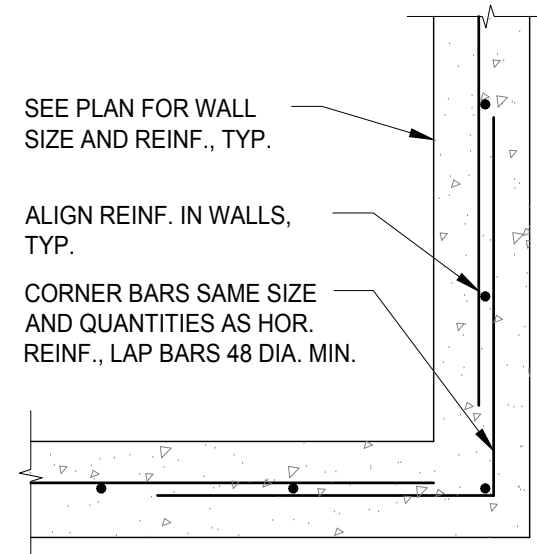 SEE PLAN FOR WALL
SIZE AND REINF., TYP.
ALIGN REINF. IN WALLS,
TYP.
CORNER BARS SAME SIZE
AND QUANTITIES AS HOR.
REINF., LAP BARS 48 DIA. MIN.